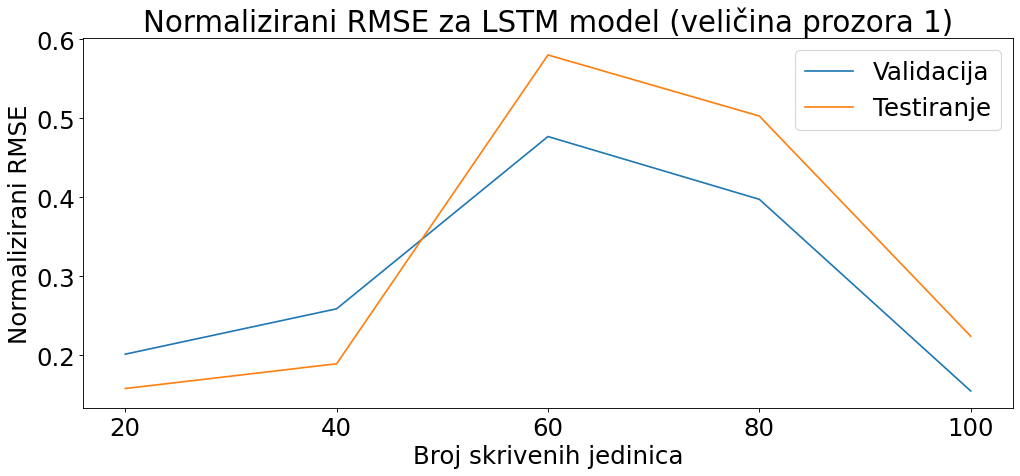 Normalizirani RMSE za LSTM model (veličina prozora 1)
Normalizirani RMSE
0.6
0.5
0.4
0.3
0.2
Validacija
Testiranje
20 40 60 80 100
Broj skrivenih jedinica